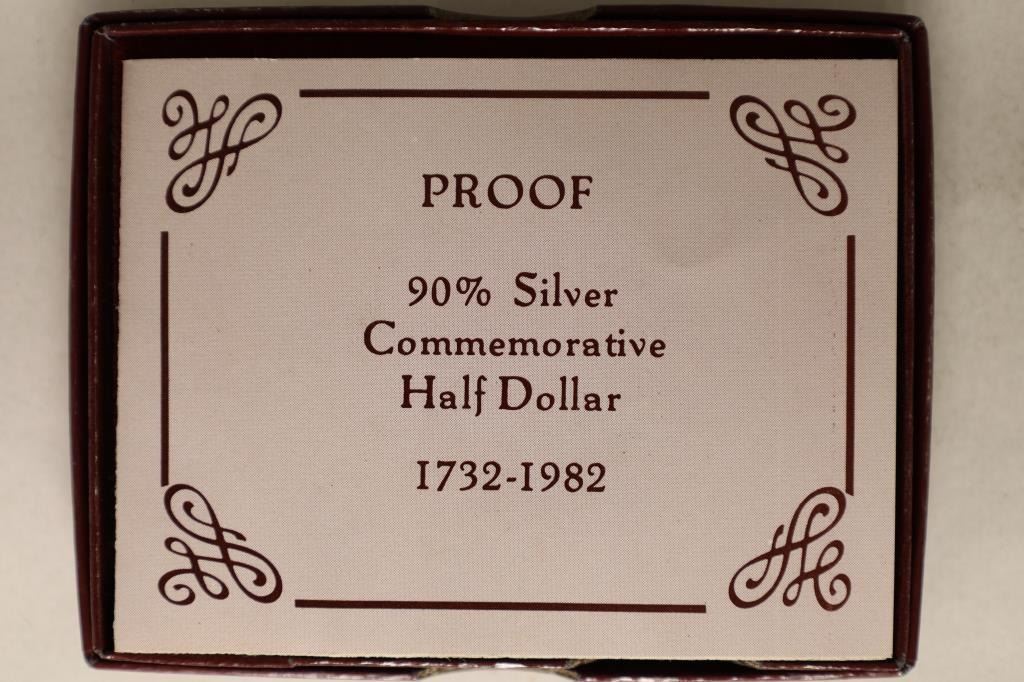 PROOF
90% Silver
Commemorative
Half Dollar
1732-1982